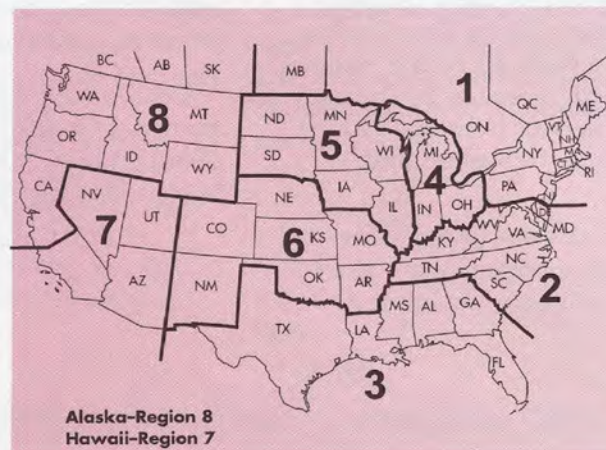 BC AB SK MB
1
WA QC ME
8 MT ND MN ON
OR 5 VT
NH
ID SD WI MI NY M
WY CT RI
4
CA IA PA
NV NE
7 UT IL IN OH D MD
6 WV
CO KS MO VA
KY
NC
TN
AZ OK AR SC 2
NM
MS AL GA
TX LA
FL
3
Alaska–Region 8
Hawaii–Region 7